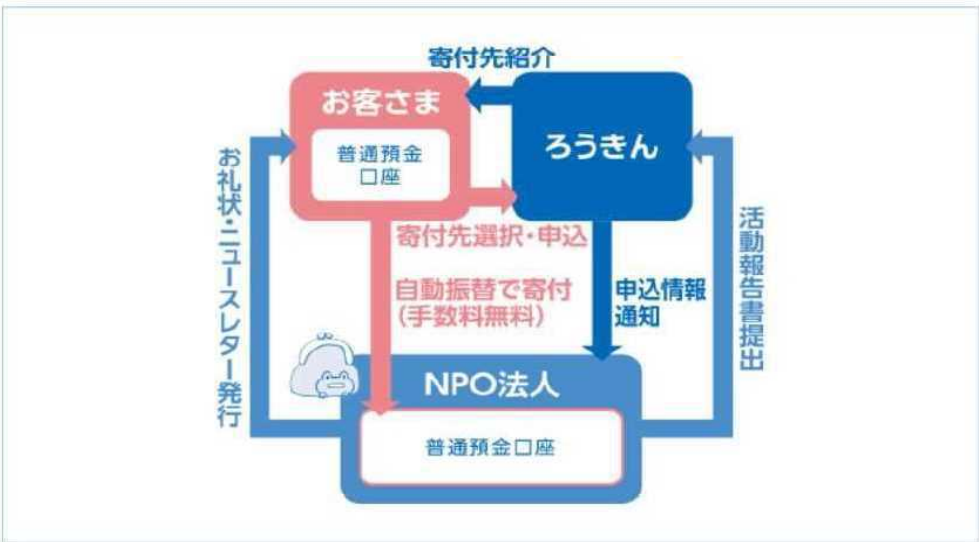 寄付先紹介
お客さま
普通預金
口座
ろうきん
寄付先選択・申込
自動振替で寄付
(手数料無料)
申込情報
通知
お礼状・ニュースレター発行
活動報告書提出
NPO法人
普通預金口座